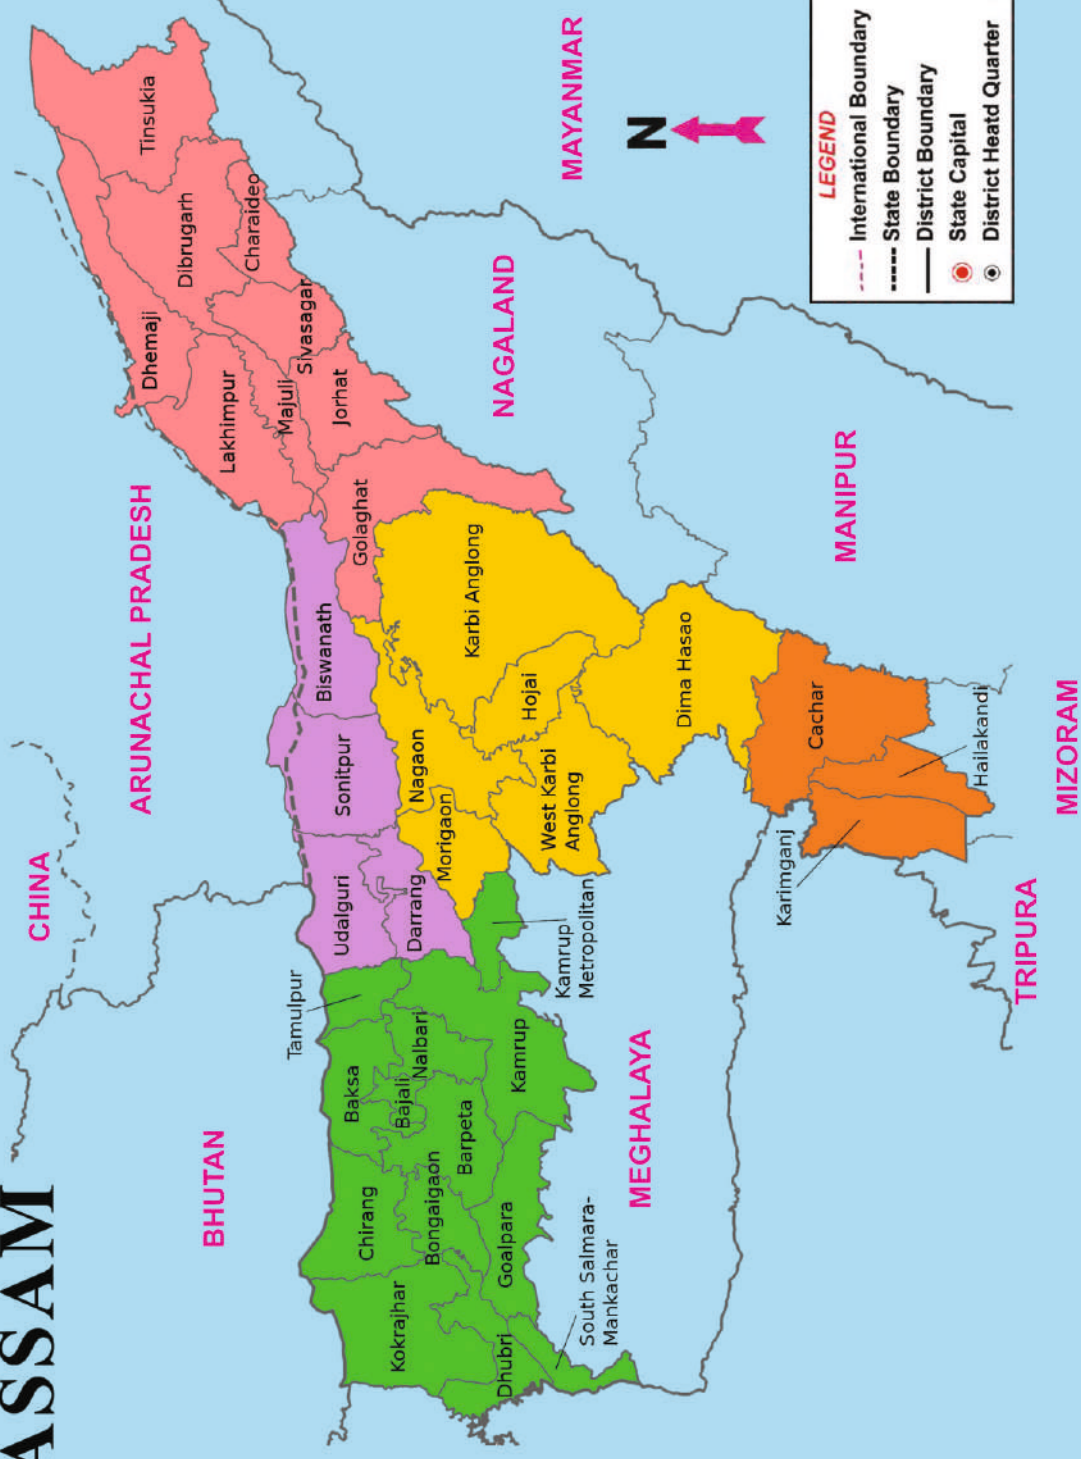 ASSAM
CHINA
BHUTAN
ARUNACHAL PRADESH
Tinsukia
Dhemaji
Dibrugarh
Lakhimpur
Charaideo
Majuli
Sivasagar
Jorhat
Golaghat
Biswanath
Sonitpur
Udalguri
Darrang
Tamulpur
Baksa
Chirang
Kokrajhar
Bajali
Nalbari
Bongaigaon
Barpeta
Dhubri
Goalpara
Kamrup
Kamrup
Metropolitan
South Salmara-
Mankachar
Morigaon
Nagaon
Karbi Anglong
Hojai
West Karbi
Anglong
Dima Hasao
Cachar
Hailakandi
Karimganj
NAGALAND
MAYANMAR
MEGHALAYA
MANIPUR
MIZORAM
TRIPURA
N
LEGEND
International Boundary
State Boundary
District Boundary
State Capital
District Heatd Quarter